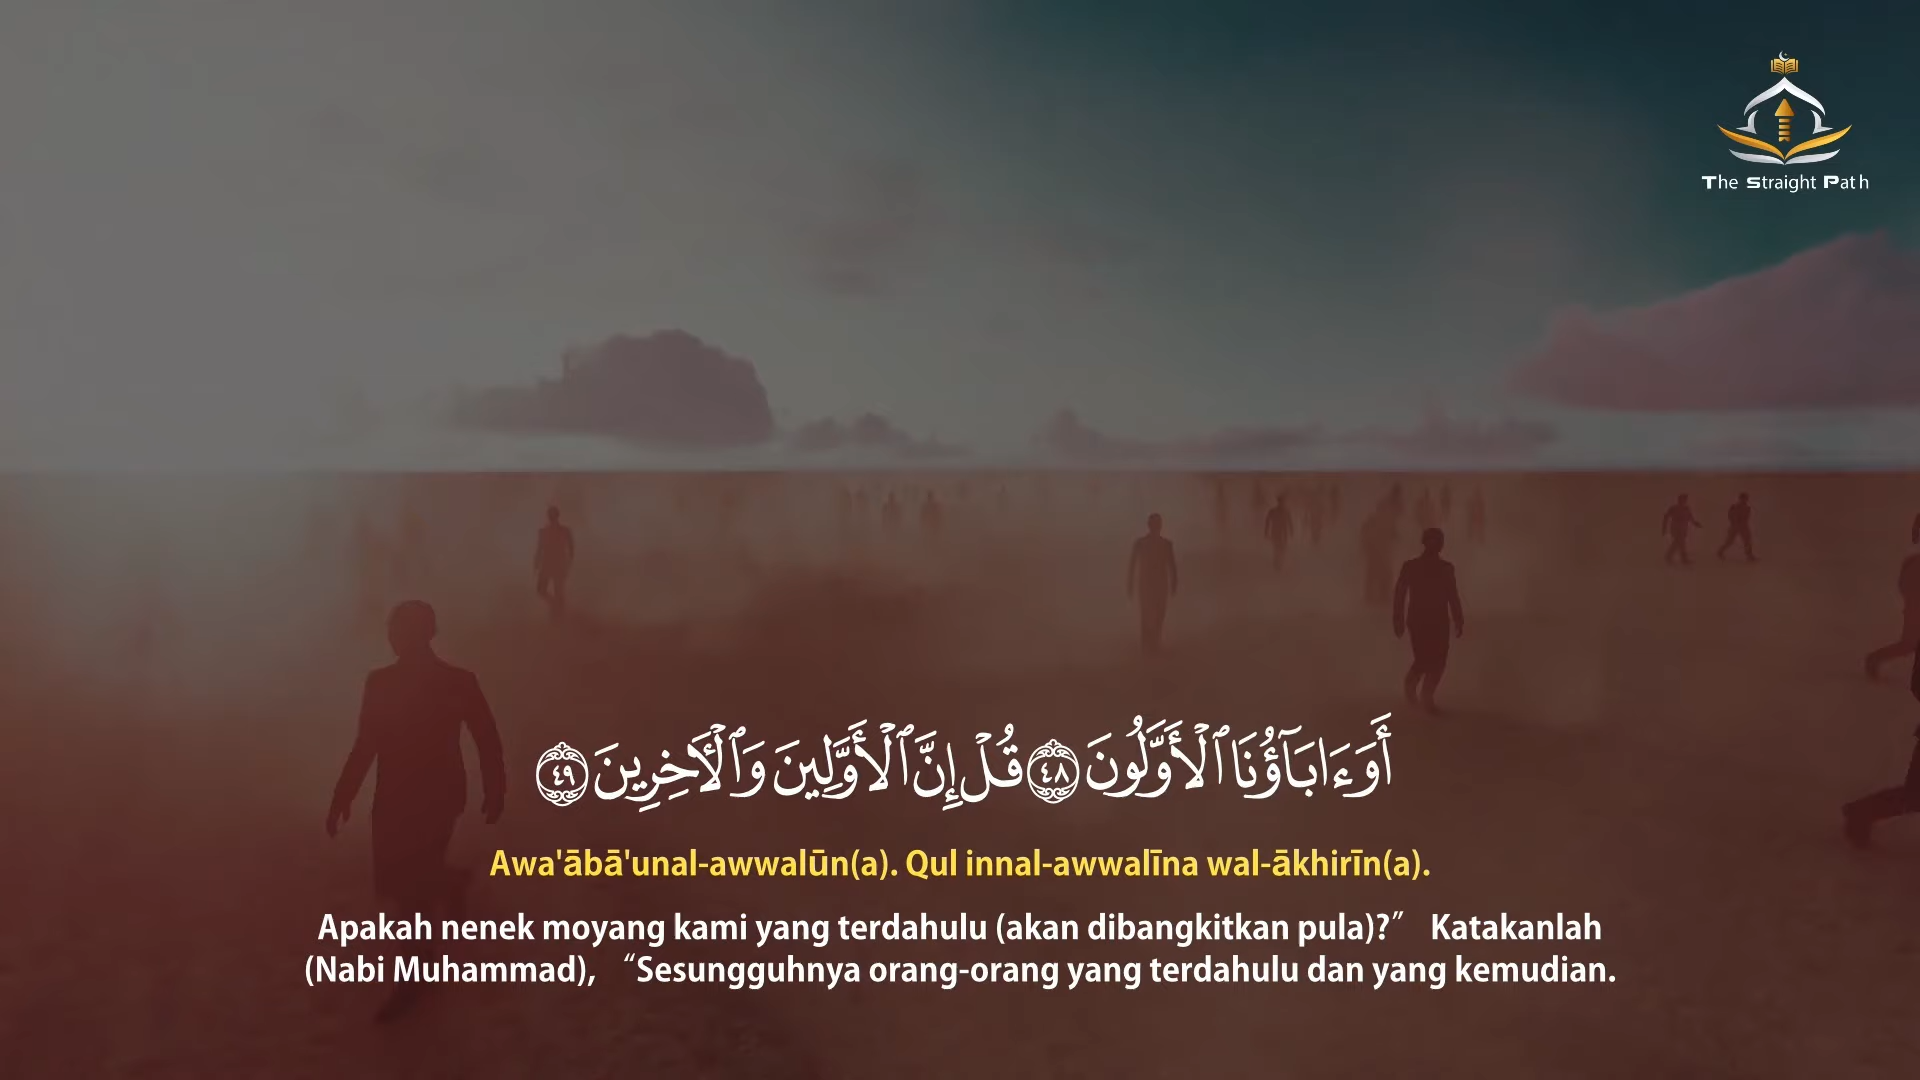 The Straight Path
أَوَءَابَآؤُنَا ٱلْأَوَّلُونَ ٤٨ قُلْ إِنَّ ٱلْأَوَّلِينَ وَٱلْـَٔاخِرِينَ ٤٩
Awa'ābā'unal-awwalūn(a). Qul innal-awwalīna wal-ākhirīn(a).
Apakah nenek moyang kami yang terdahulu (akan dibangkitkan pula)?” Katakanlah
(Nabi Muhammad), “Sesungguhnya orang-orang yang terdahulu dan yang kemudian.